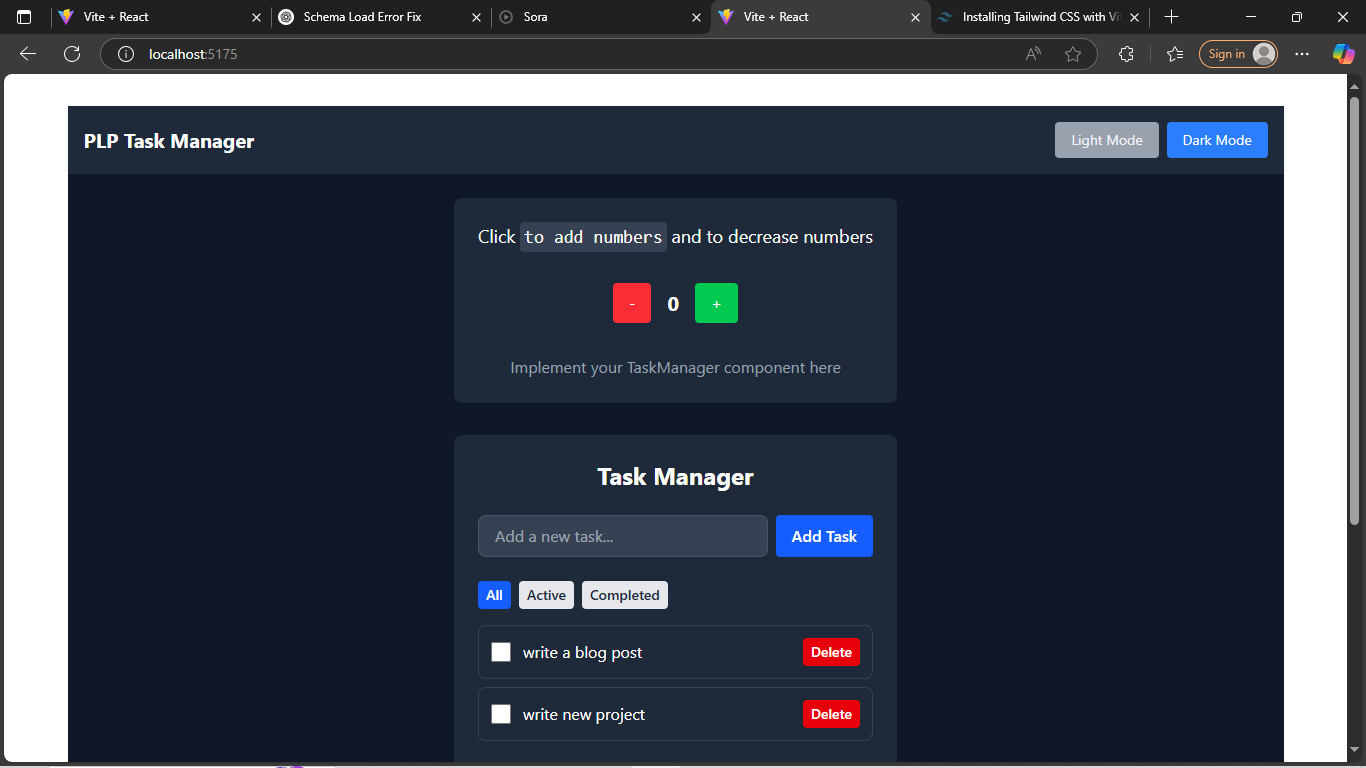 Vite + React
Schema Load Error Fix
Sora
Vite + React
Installing Tailwind CSS with Vi
localhost:5175
Sign in
PLP Task Manager
Light Mode
Dark Mode
Click to add numbers and to decrease numbers
- 0 +
Implement your TaskManager component here
Task Manager
Add a new task...
Add Task
All
Active
Completed
write a blog post
Delete
write new project
Delete